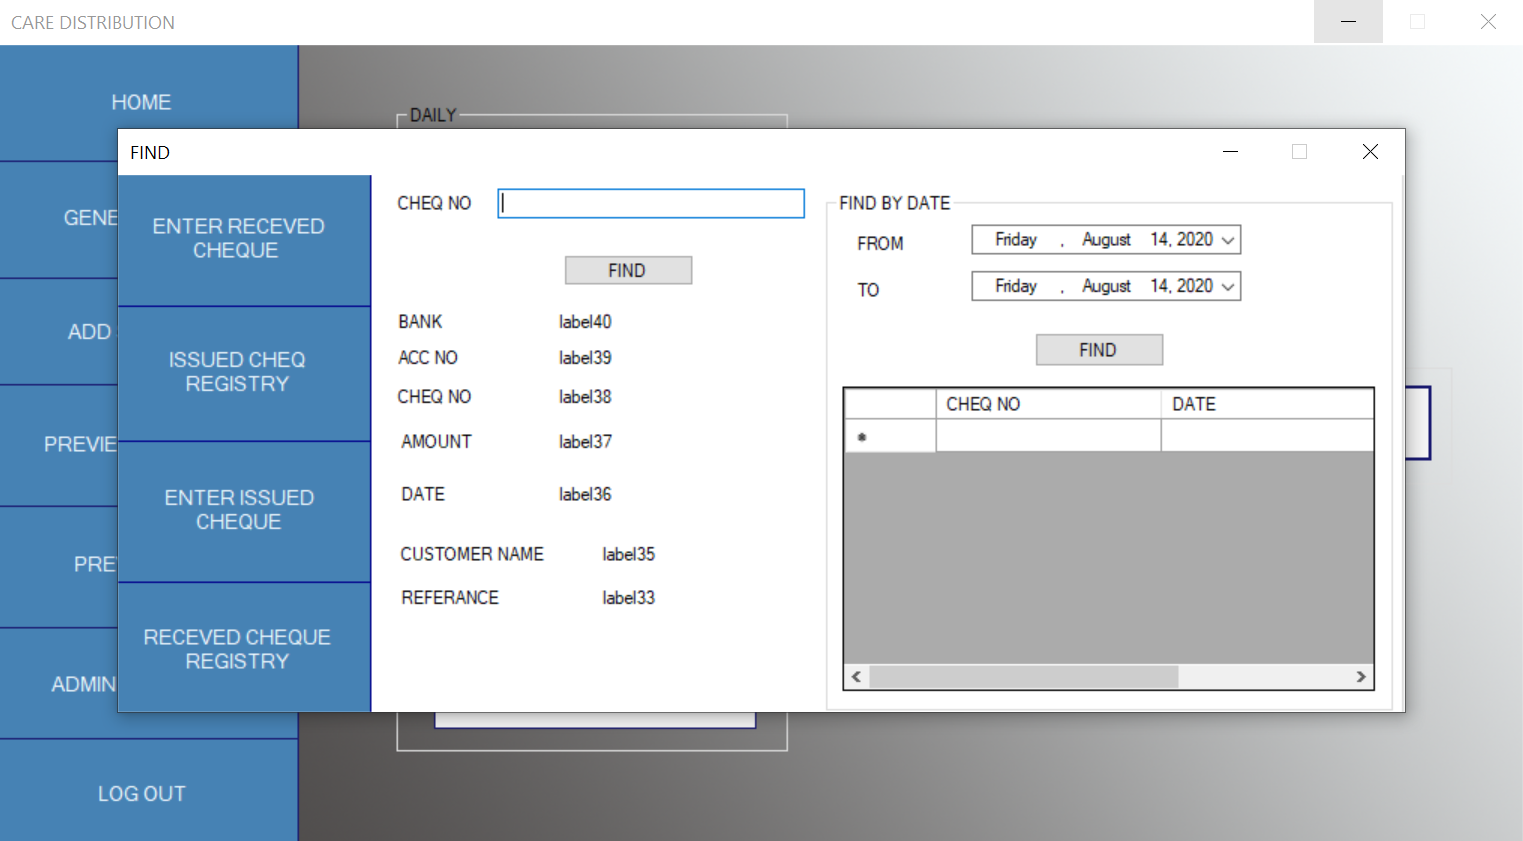 CARE DISTRIBUTION
HOME
GENE
ADD
PREVIE
PRE
ADMIN
LOG OUT
DAILY
FIND
ENTER RECEVED
CHEQUE
ISSUED CHEQ
REGISTRY
ENTER ISSUED
CHEQUE
RECEVED CHEQUE
REGISTRY
CHEQ NO
FIND
BANK label40
ACC NO label39
CHEQ NO label38
AMOUNT label37
DATE label36
CUSTOMER NAME label35
REFERANCE label33
FIND BY DATE
FROM Friday , August 14, 2020
TO Friday , August 14, 2020
FIND
CHEQ NO DATE